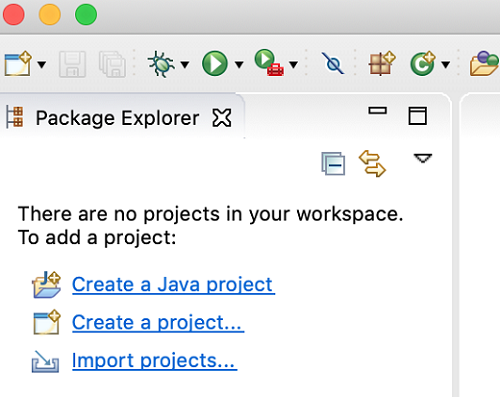 Package Explorer
There are no projects in your workspace.
To add a project:
Create a Java project
Create a project...
Import projects...